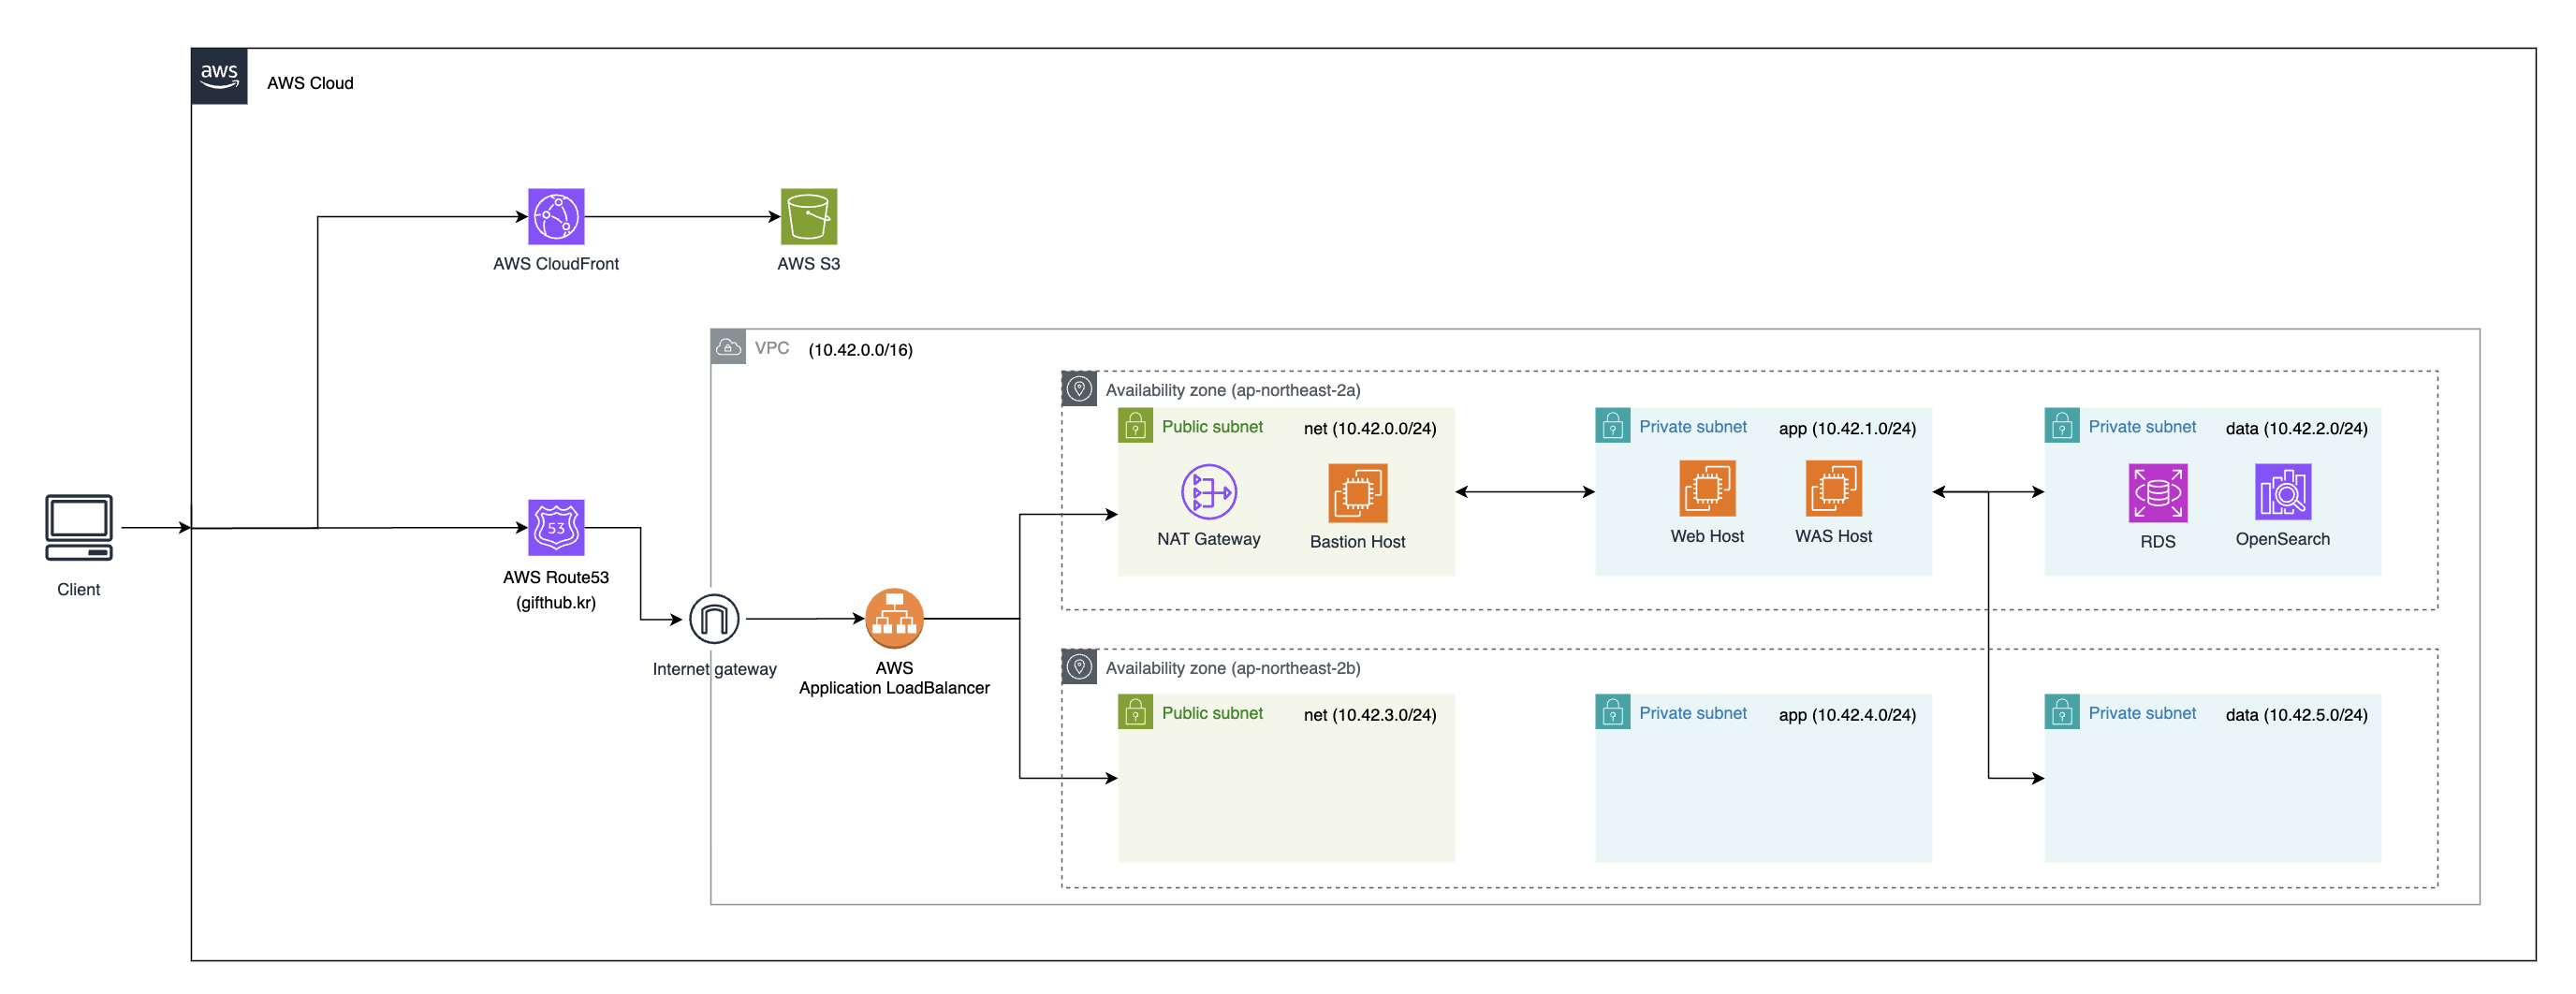 aws
AWS Cloud
AWS CloudFront
AWS S3
VPC
(10.42.0.0/16)
Availability zone (ap-northeast-2a)
Public subnet
net (10.42.0.0/24)
Private subnet
app (10.42.1.0/24)
Private subnet
data (10.42.2.0/24)
NAT Gateway
Bastion Host
Web Host
WAS Host
RDS
OpenSearch
Client
53
AWS Route53
(gifthub.kr)
Internet gateway
AWS
Application LoadBalancer
Availability zone (ap-northeast-2b)
Public subnet
net (10.42.3.0/24)
Private subnet
app (10.42.4.0/24)
Private subnet
data (10.42.5.0/24)